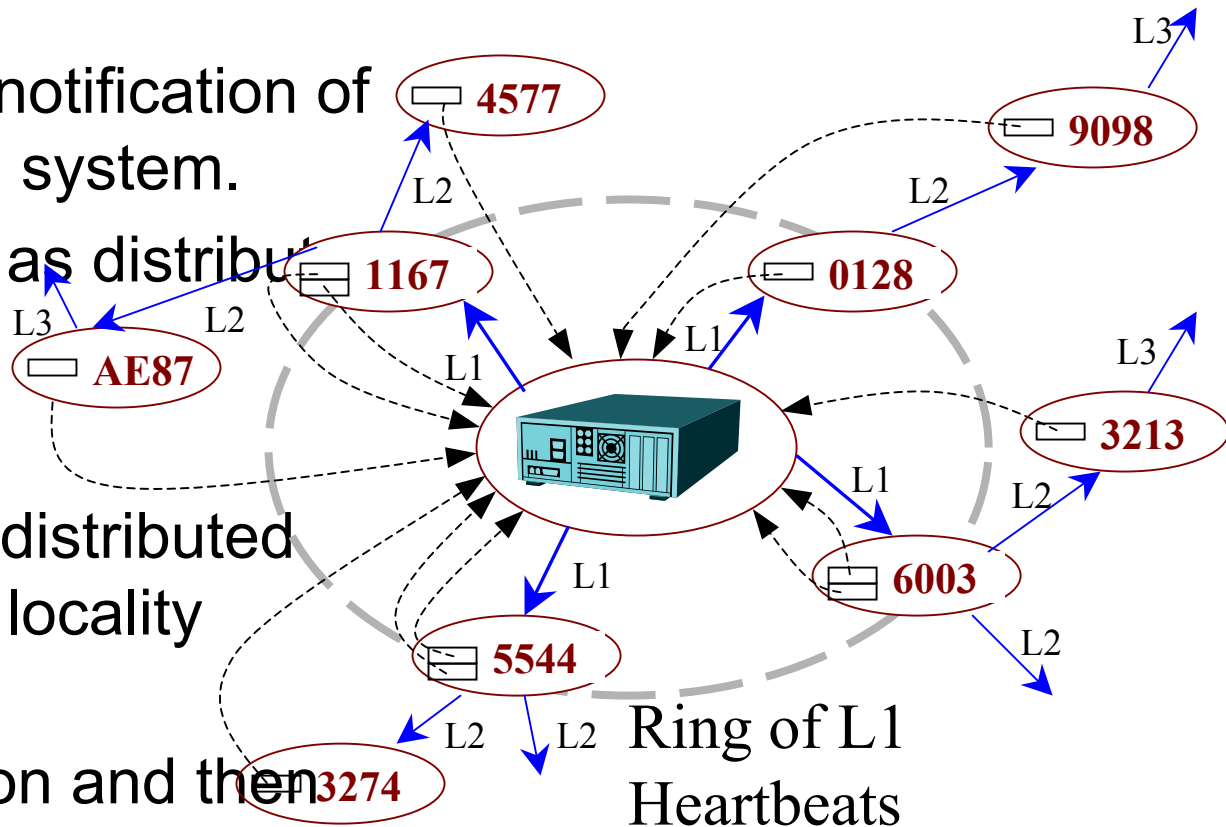 L3
notification of
4577
9098
system.
L2
L2
as distribut
1167
0128
L3
L2
L1
L1
L3
AE87
3213
L1
L2
distributed
L1
6003
locality
L2
5544
L2
L2
Ring of L1
on and then
3274
Heartbeats